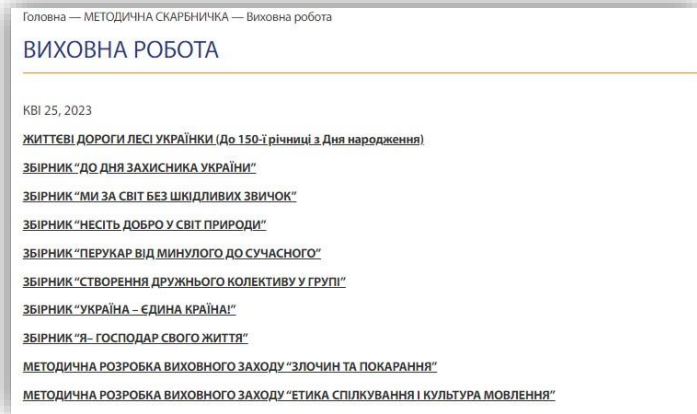 Головна — МЕТОДИЧНА СКАРБНИЧКА — Виховна робота
ВИХОВНА РОБОТА
КВІ 25, 2023
ЖИТТЄВІ ДОРОГИ ЛЕСІ УКРАЇНКИ (До 150-ї річниці з Дня народження)
ЗБІРНИК “ДО ДНЯ ЗАХИСНИКА УКРАЇНИ”
ЗБІРНИК “МИ ЗА СВІТ БЕЗ ШКІДЛИВИХ ЗВИЧОК”
ЗБІРНИК “НЕСІТЬ ДОБРО У СВІТ ПРИРОДИ”
ЗБІРНИК “ПЕРУКАР ВІД МИНУЛОГО ДО СУЧАСНОГО”
ЗБІРНИК “СТВОРЕННЯ ДРУЖНЬОГО КОЛЕКТИВУ У ГРУПІ”
ЗБІРНИК “УКРАЇНА – ЄДИНА КРАЇНА!”
ЗБІРНИК “Я– ГОСПОДАР СВОГО ЖИТТЯ”
МЕТОДИЧНА РОЗРОБКА ВИХОВНОГО ЗАХОДУ “ЗЛОЧИН ТА ПОКАРАННЯ”
МЕТОДИЧНА РОЗРОБКА ВИХОВНОГО ЗАХОДУ “ЕТИКА СПІЛКУВАННЯ І КУЛЬТУРА МОВЛЕННЯ”